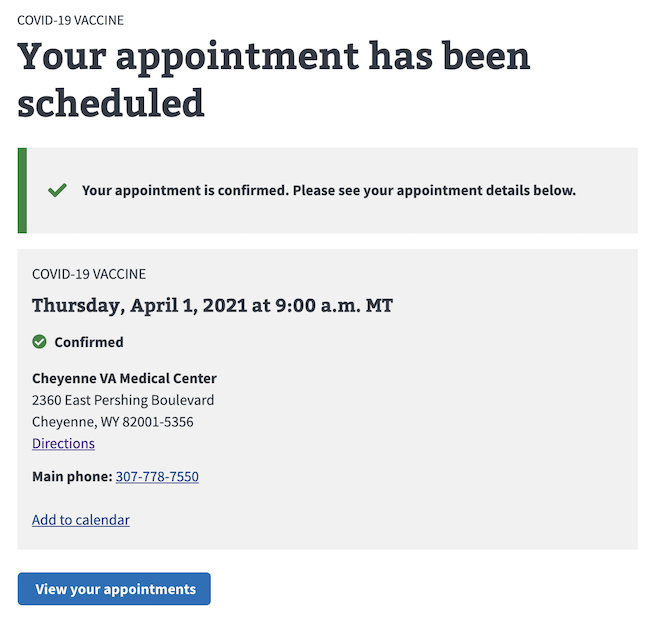 COVID-19 VACCINE
Your appointment has been
scheduled
Your appointment is confirmed. Please see your appointment details below.
COVID-19 VACCINE
Thursday, April 1, 2021 at 9:00 a.m. MT
Confirmed
Cheyenne VA Medical Center
2360 East Pershing Boulevard
Cheyenne, WY 82001-5356
Directions
Main phone: 307-778-7550
Add to calendar
View your appointments